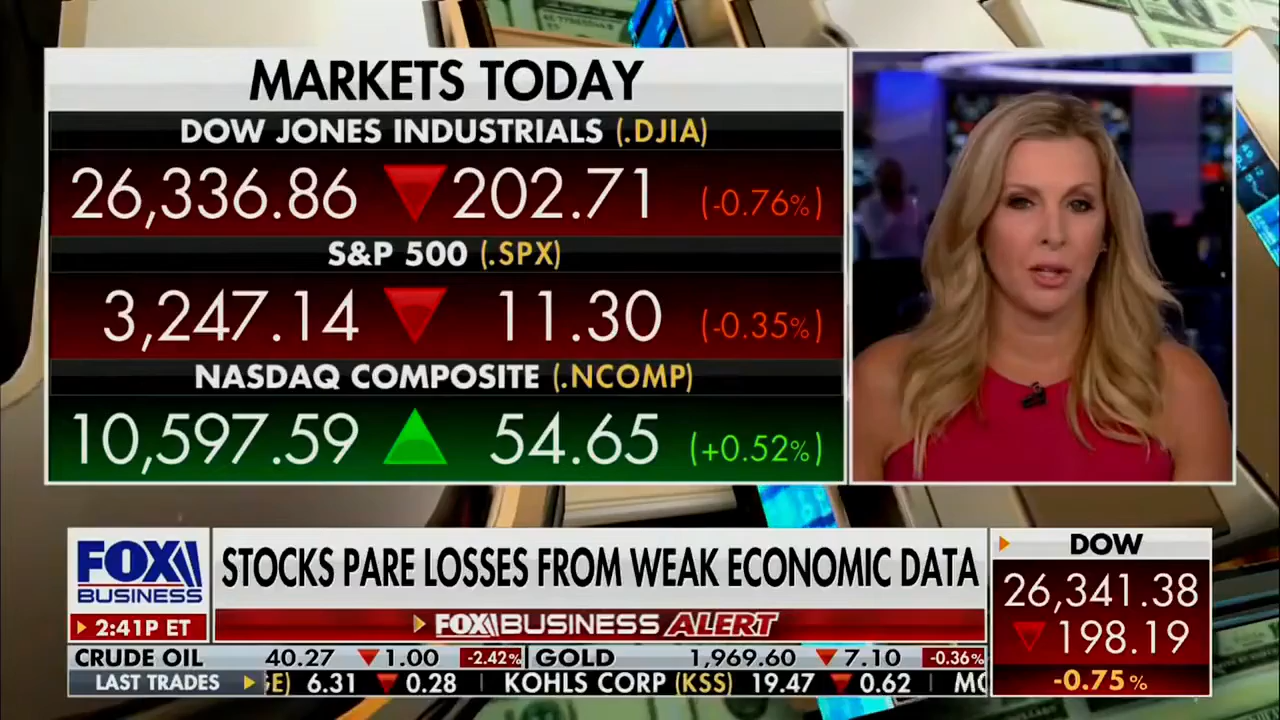 MARKETS TODAY
DOW JONES INDUSTRIALS (.DJIA)
26,336.86 ▼ 202.71 (-0.76%)
S&P 500 (.SPX)
3,247.14 ▼ 11.30 (-0.35%)
NASDAQ COMPOSITE (.NCOMP)
10,597.59 ▲ 54.65 (+0.52%)
FOX
BUSINESS
2:41P ET
STOCKS PARE LOSSES FROM WEAK ECONOMIC DATA
FOX BUSINESS ALERT
DOW
26,341.38
▼ 198.19
-0.75%
CRUDE OIL 40.27 ▼ 1.00 -2.42% GOLD 1,969.60 ▼ 7.10 -0.36%
LAST TRADES E) 6.31 ▼ 0.28 | KOHLS CORP (KSS) 19.47 ▼ 0.62 |